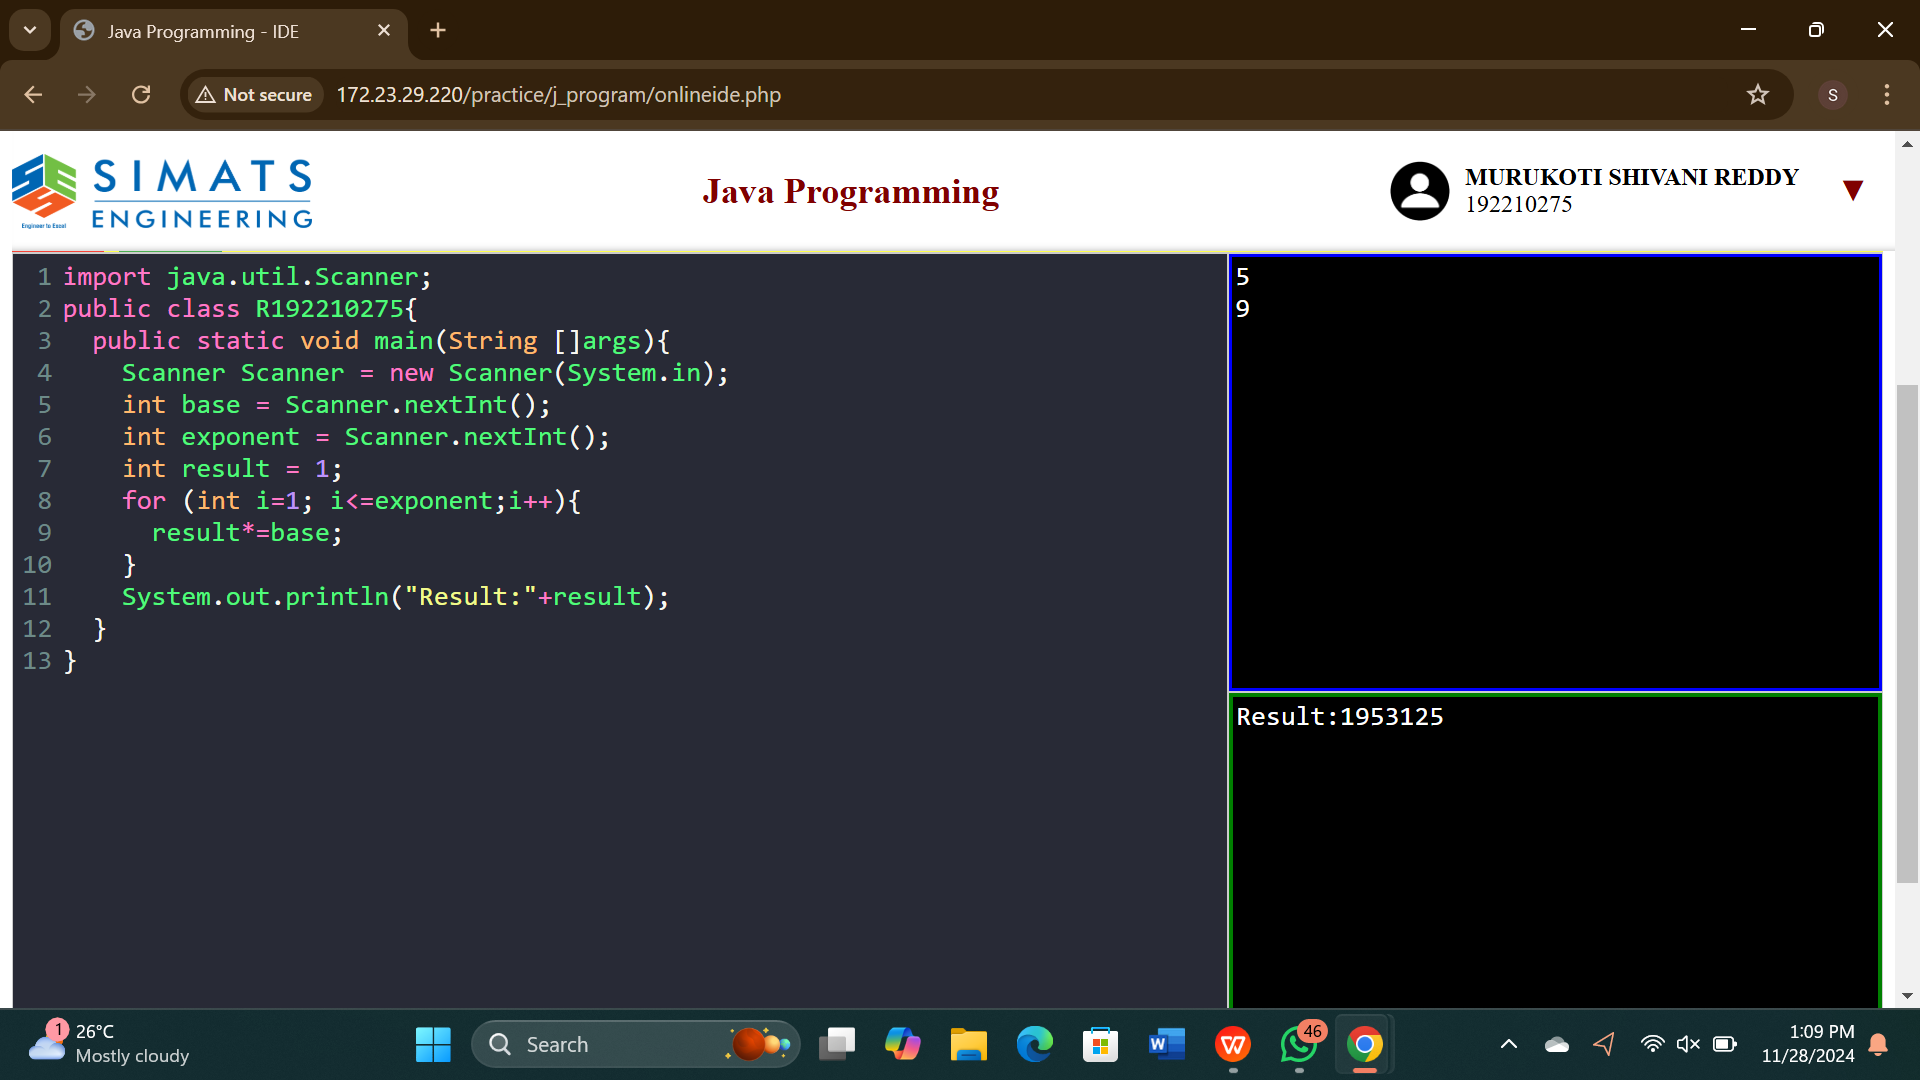 Java Programming - IDE
Not secure
172.23.29.220/practice/j_program/onlineide.php
S
SIMATS
ENGINEERING
Engineer to Excel
Java Programming
MURUKOTI SHIVANI REDDY
192210275
1 import java.util.Scanner;
2 public class R192210275{
3   public static void main(String []args){
4     Scanner Scanner = new Scanner(System.in);
5     int base = Scanner.nextInt();
6     int exponent = Scanner.nextInt();
7     int result = 1;
8     for (int i=1; i<=exponent;i++){
9       result*=base;
10     }
11     System.out.println("Result:"+result);
12   }
13 }
5
9
Result:1953125
1
26°C
Mostly cloudy
Search
W
W
46
1:09 PM
11/28/2024